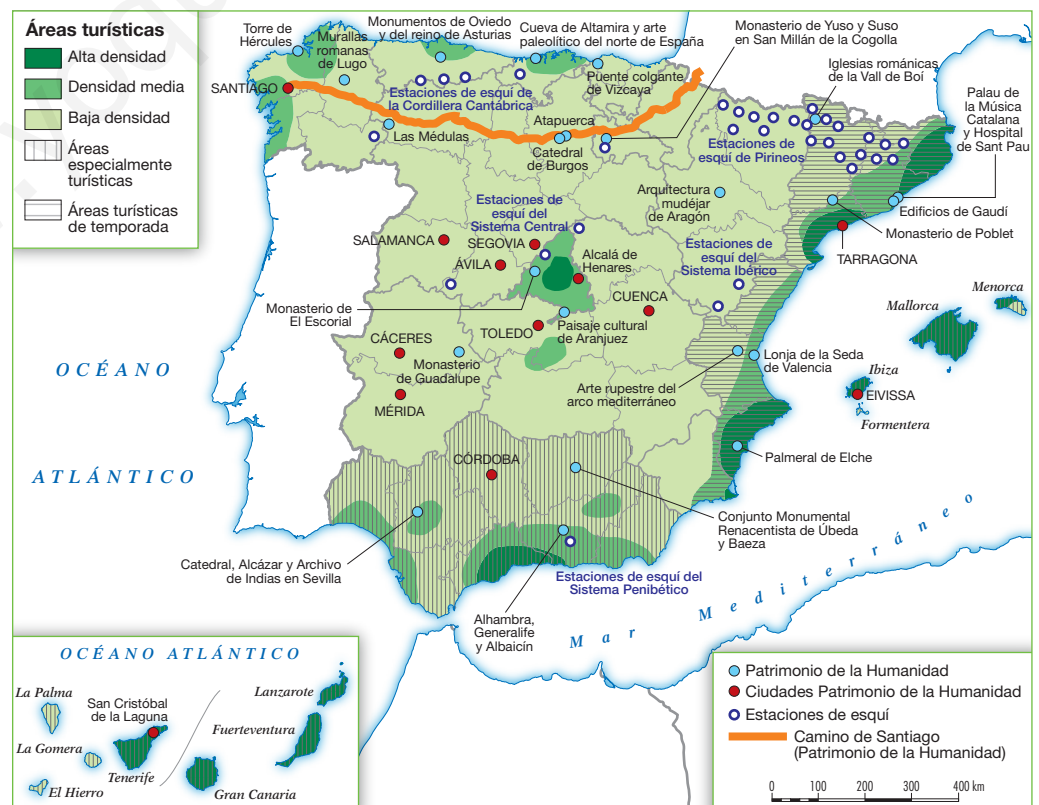 Áreas turísticas
Alta densidad
Densidad media
Baja densidad
Áreas
especialmente
turísticas
Áreas turísticas
de temporada
Torre de
Hércules
Murallas
romanas
de Lugo
Monumentos de Oviedo
y del reino de Asturias
Cueva de Altamira y arte
paleolítico del norte de España
Monasterio de Yuso y Suso
en San Millán de la Cogolla
Iglesias románicas
de la Vall de Boí
Palau de
la Música
Catalana
y Hospital
de Sant Pau
SANTIAGO
Estaciones de esquí de
la Cordillera Cantábrica
Puente colgante
de Vizcaya
Las Médulas
Atapuerca
Catedral
de Burgos
Estaciones de
esquí de Pirineos
Arquitectura
mudéjar
de Aragón
Edificios de Gaudí
Monasterio de Poblet
TARRAGONA
Estaciones de
esquí del
Sistema Central
SALAMANCA
SEGOVIA
ÁVILA
Alcalá de
Henares
Estaciones de
esquí del
Sistema Ibérico
CUENCA
Monasterio de
El Escorial
TOLEDO
Paisaje cultural
de Aranjuez
CÁCERES
Monasterio
de Guadalupe
MÉRIDA
Arte rupestre del
arco mediterráneo
Lonja de la Seda
de Valencia
Menorca
Mallorca
Ibiza
EIVISSA
Formentera
OCÉANO
ATLÁNTICO
Palmeral de Elche
CÓRDOBA
Conjunto Monumental
Renacentista de Úbeda
y Baeza
Catedral, Alcázar y Archivo
de Indias en Sevilla
Estaciones de esquí del
Sistema Penibético
Alhambra,
Generalife
y Albaicín
Mar Mediterráneo
OCÉANO ATLÁNTICO
La Palma
San Cristóbal
de la Laguna
La Gomera
El Hierro
Tenerife
Lanzarote
Fuerteventura
Gran Canaria
Patrimonio de la Humanidad
Ciudades Patrimonio de la Humanidad
Estaciones de esquí
Camino de Santiago
(Patrimonio de la Humanidad)
0 100 200 300 400 km